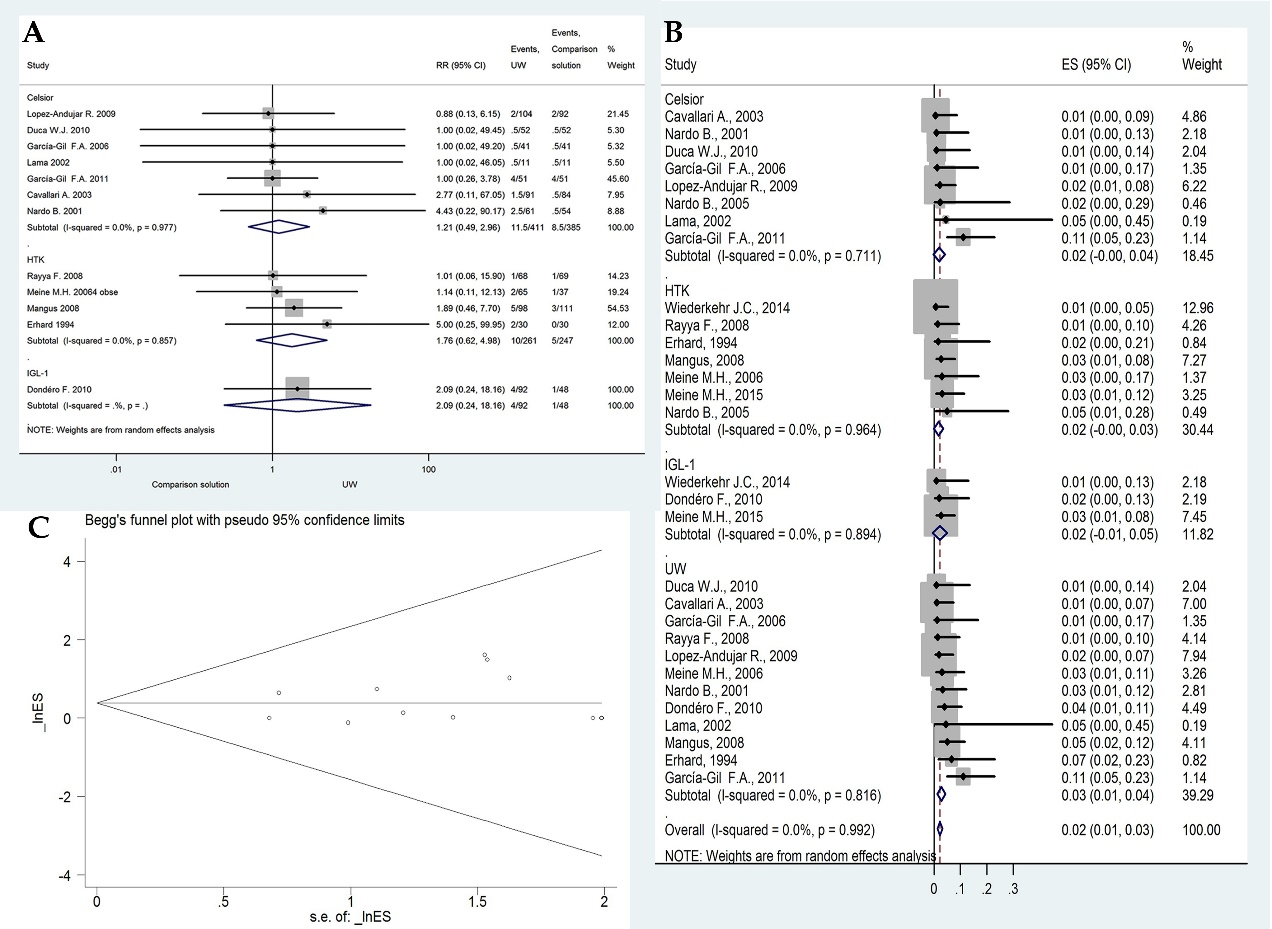 A
Events,
Events, Comparison %
Study RR (95% CI) UW solution Weight
Celsior
Lopez-Andujar R. 2009 0.88 (0.13, 6.15) 2/104 2/92 21.45
Duca W.J. 2010 1.00 (0.02, 49.45) .5/52 .5/52 5.30
García-Gil F.A. 2006 1.00 (0.02, 49.20) .5/41 .5/41 5.32
Lama 2002 1.00 (0.02, 46.05) .5/11 .5/11 5.50
García-Gil F.A. 2011 1.00 (0.26, 3.78) 4/51 4/51 45.60
Cavallari A. 2003 2.77 (0.11, 67.05) 1.5/91 .5/84 7.95
Nardo B. 2001 4.43 (0.22, 90.17) 2.5/61 .5/54 8.88
Subtotal (I-squared = 0.0%, p = 0.977) 1.21 (0.49, 2.96) 11.5/411 8.5/385 100.00
.
HTK
Rayya F. 2008 1.01 (0.06, 15.90) 1/68 1/69 14.23
Meine M.H. 20064 obse 1.14 (0.11, 12.13) 2/65 1/37 19.24
Mangus 2008 1.89 (0.46, 7.70) 5/98 3/111 54.53
Erhard 1994 5.00 (0.25, 99.95) 2/30 0/30 12.00
Subtotal (I-squared = 0.0%, p = 0.857) 1.76 (0.62, 4.98) 10/261 5/247 100.00
.
IGL-1
Dondéro F. 2010 2.09 (0.24, 18.16) 4/92 1/48 100.00
Subtotal (I-squared = .%, p = .) 2.09 (0.24, 18.16) 4/92 1/48 100.00
.
NOTE: Weights are from random effects analysis
.01 1 100
Comparison solution UW
B
%
Study ES (95% CI) Weight
Celsior
Cavallari A., 2003 0.01 (0.00, 0.09) 4.86
Nardo B., 2001 0.01 (0.00, 0.13) 2.18
Duca W.J., 2010 0.01 (0.00, 0.14) 2.04
García-Gil F.A., 2006 0.01 (0.00, 0.17) 1.35
Lopez-Andujar R., 2009 0.02 (0.01, 0.08) 6.22
Nardo B., 2005 0.02 (0.00, 0.29) 0.46
Lama, 2002 0.05 (0.00, 0.45) 0.19
García-Gil F.A., 2011 0.11 (0.05, 0.23) 1.14
Subtotal (I-squared = 0.0%, p = 0.711) 0.02 (-0.00, 0.04) 18.45
.
HTK
Wiederkehr J.C., 2014 0.01 (0.00, 0.05) 12.96
Rayya F., 2008 0.01 (0.00, 0.10) 4.26
Erhard, 1994 0.02 (0.00, 0.21) 0.84
Mangus, 2008 0.03 (0.01, 0.08) 7.27
Meine M.H., 2006 0.03 (0.00, 0.17) 1.37
Meine M.H., 2015 0.03 (0.01, 0.12) 3.25
Nardo B., 2005 0.05 (0.01, 0.28) 0.49
Subtotal (I-squared = 0.0%, p = 0.964) 0.02 (-0.00, 0.03) 30.44
.
IGL-1
Wiederkehr J.C., 2014 0.01 (0.00, 0.13) 2.18
Dondéro F., 2010 0.02 (0.00, 0.13) 2.19
Meine M.H., 2015 0.03 (0.01, 0.08) 7.45
Subtotal (I-squared = 0.0%, p = 0.894) 0.02 (-0.01, 0.05) 11.82
.
UW
Duca W.J., 2010 0.01 (0.00, 0.14) 2.04
Cavallari A., 2003 0.01 (0.00, 0.07) 7.00
García-Gil F.A., 2006 0.01 (0.00, 0.17) 1.35
Rayya F., 2008 0.01 (0.00, 0.10) 4.14
Lopez-Andujar R., 2009 0.02 (0.00, 0.07) 7.94
Meine M.H., 2006 0.03 (0.01, 0.11) 3.26
Nardo B., 2001 0.03 (0.01, 0.12) 2.81
Dondéro F., 2010 0.04 (0.01, 0.11) 4.49
Lama, 2002 0.05 (0.00, 0.45) 0.19
Mangus, 2008 0.05 (0.02, 0.12) 4.11
Erhard, 1994 0.07 (0.02, 0.23) 0.82
García-Gil F.A., 2011 0.11 (0.05, 0.23) 1.14
Subtotal (I-squared = 0.0%, p = 0.816) 0.03 (0.01, 0.04) 39.29
.
Overall (I-squared = 0.0%, p = 0.992) 0.02 (0.01, 0.03) 100.00
NOTE: Weights are from random effects analysis
0 .1 .2 .3
C
Begg's funnel plot with pseudo 95% confidence limits
4
2
0
-2
-4
_lnES
0 .5 1 1.5 2
s.e. of: _lnES